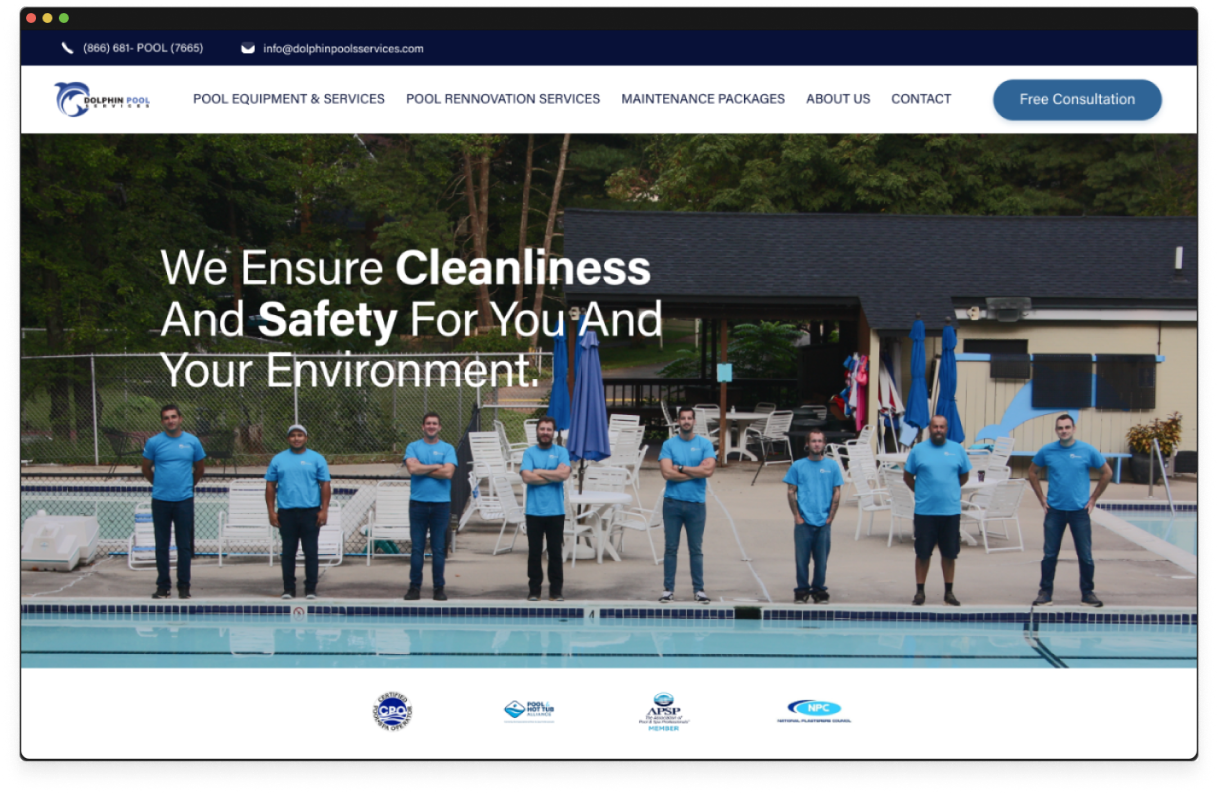 (866) 681- POOL (7665) info@dolphinpoolsservices.com
DOLPHIN POOL
SERVICES
POOL EQUIPMENT & SERVICES POOL RENNOVATION SERVICES MAINTENANCE PACKAGES ABOUT US CONTACT Free Consultation
We Ensure Cleanliness
And Safety For You And
Your Environment.
CERTIFIED
CPO
POOL &
HOT TUB
ALLIANCE
APSP
The Association of
Pool & Spa Professionals
MEMBER
NPC
NATIONAL PLASTERERS COUNCIL